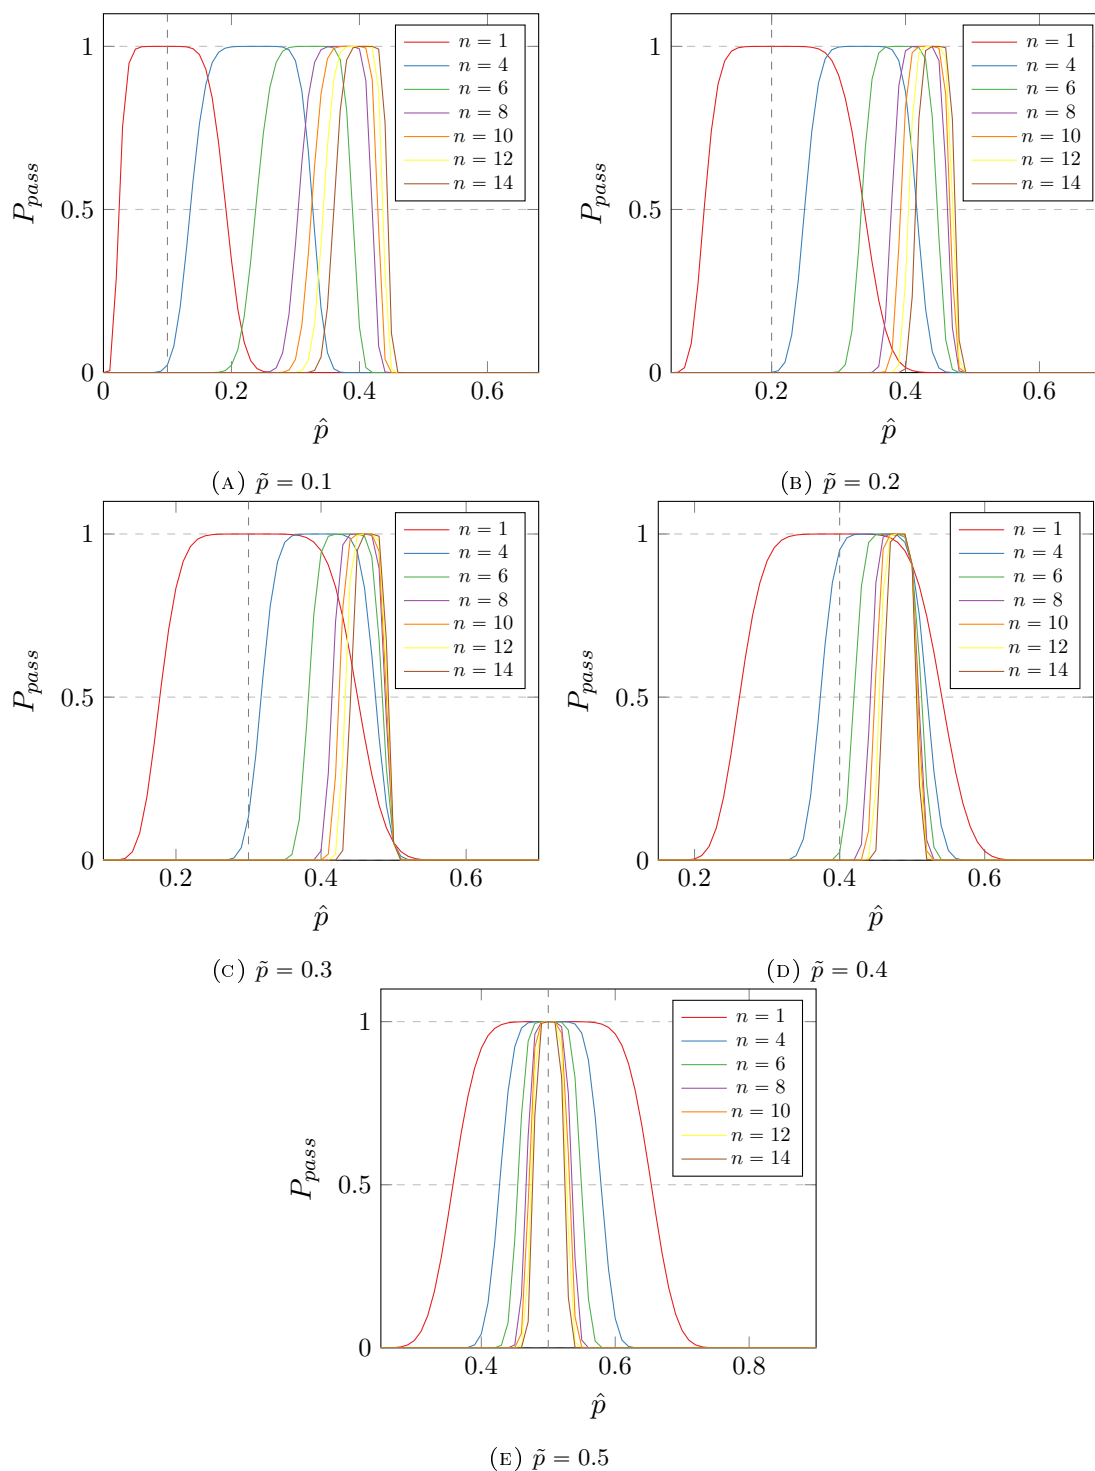 1
0.5
0
P_pass
0
0.2
0.4
0.6
p̂
n = 1
n = 4
n = 6
n = 8
n = 10
n = 12
n = 14
(A) p̃ = 0.1
1
0.5
0
P_pass
0.2
0.4
0.6
p̂
n = 1
n = 4
n = 6
n = 8
n = 10
n = 12
n = 14
(B) p̃ = 0.2
1
0.5
0
P_pass
0.2
0.4
0.6
p̂
n = 1
n = 4
n = 6
n = 8
n = 10
n = 12
n = 14
(C) p̃ = 0.3
1
0.5
0
P_pass
0.2
0.4
0.6
p̂
n = 1
n = 4
n = 6
n = 8
n = 10
n = 12
n = 14
(D) p̃ = 0.4
1
0.5
0
P_pass
0.4
0.6
0.8
p̂
n = 1
n = 4
n = 6
n = 8
n = 10
n = 12
n = 14
(E) p̃ = 0.5